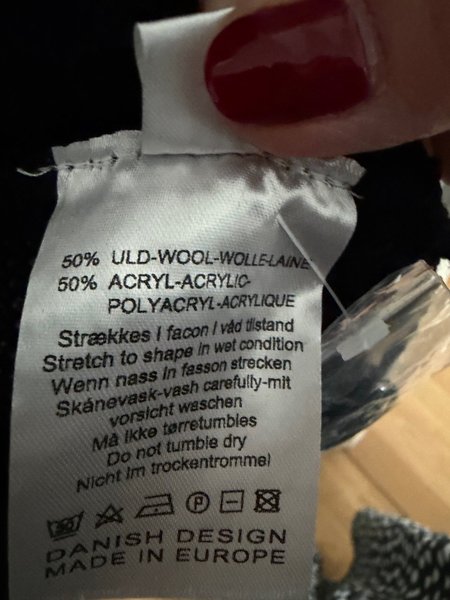 50% ULD-WOOL-WOLLE-LAINE
50% ACRYL-ACRYLIC-
POLYACRYL-ACRYLIQUE
Strækkes i facon i våd tilstand
Stretch to shape in wet condition
Wenn nass in fasson strecken
Skånevask-vash carefully-mit
vorsicht waschen
Må ikke tørretumbles
Do not tumble dry
Nicht im trockentrommel
P
DANISH DESIGN
MADE IN EUROPE